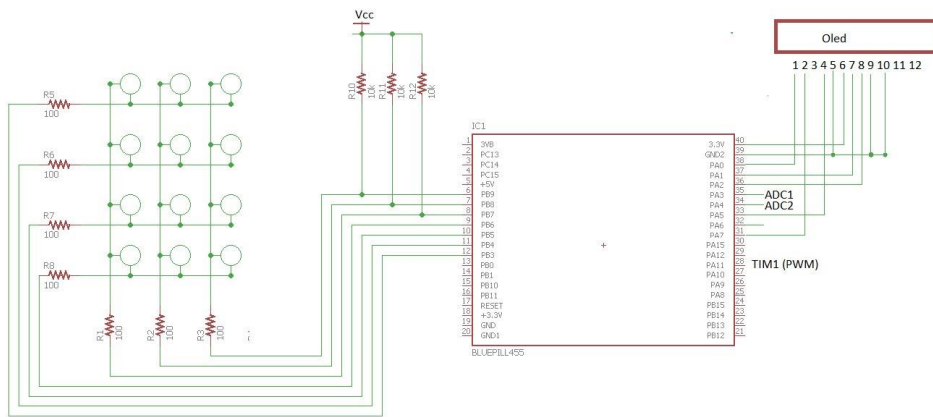 Vcc
Oled
1 2 3 4 5 6 7 8 9 10 11 12
R10
10k
R11
10k
R12
10k
R5
100
R6
100
R7
100
R8
100
R1
100
R2
100
R3
100
IC1
1 3VB
2 PC13
3 PC14
4 PC15
5 +5V
6 PB9
7 PB8
8 PB7
9 PB6
10 PB5
11 PB4
12 PB3
13 PB0
14 PB1
15 PB10
16 PB11
17 RESET
18 +3.3V
19 GND
20 GND1
3.3V 40
GND2 39
PA0 38
PA1 37
PA2 36
PA3 35
PA4 34
PA5 33
PA6 32
PA7 31
PA15 30
PA12 29
PA11 28
PA10 27
PA9 26
PA8 25
PB15 24
PB14 23
PB13 22
PB12 21
ADC1
ADC2
TIM1 (PWM)
BLUEPILL455